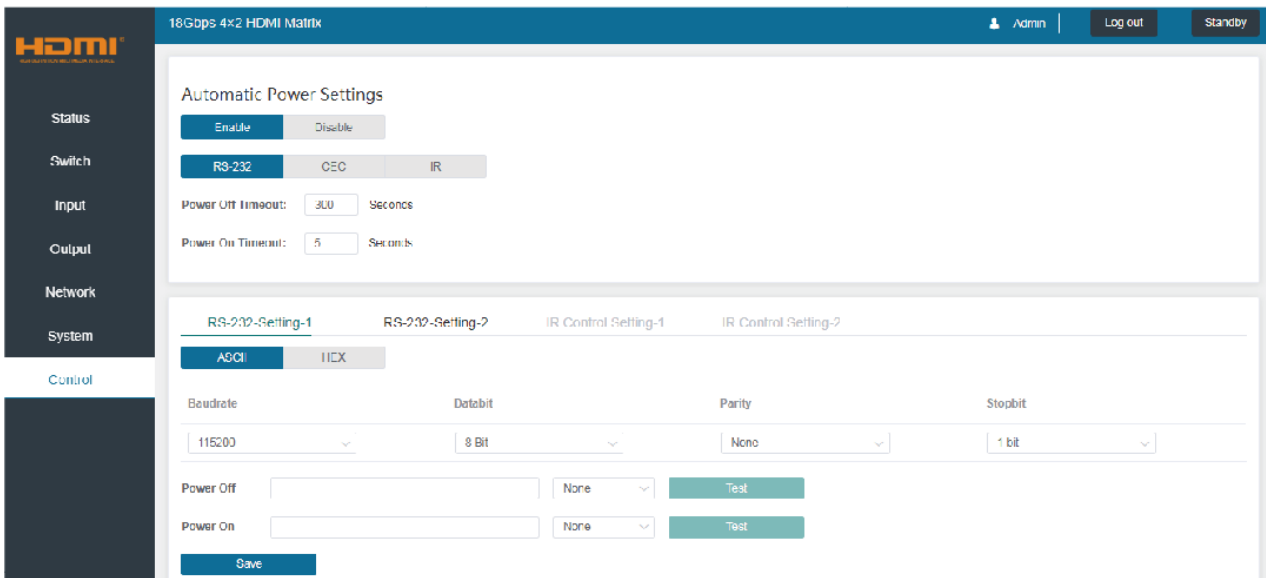 18Gbps 4×2 HDMI Matrix
Admin
Log out
Standby
HDMI
Status
Switch
Input
Output
Network
System
Control
Automatic Power Settings
Enable Disable
RS-232 CEC IR
Power Off Timeout: 300 Seconds
Power On Timeout: 5 Seconds
RS-232-Setting-1 RS-232-Setting-2 IR Control Setting-1 IR Control Setting-2
ASCII HEX
Baudrate Databit Parity Stopbit
115200 8 Bit None 1 bit
Power Off None Test
Power On None Test
Save